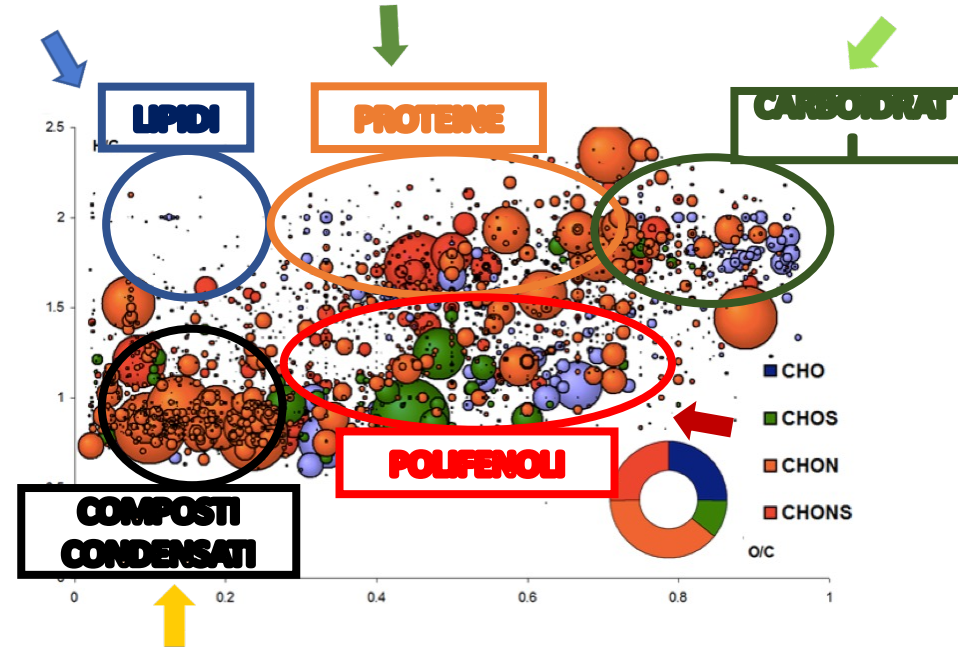 LIPIDI
PROTEINE
CARBOIDRAT
I
2.5
H/C
2
1.5
1
CHO
CHOS
CHON
CHONS
POLIFENOLI
COMPOSTI
CONDENSATI
O/C
0
0.2
0.4
0.6
0.8
1